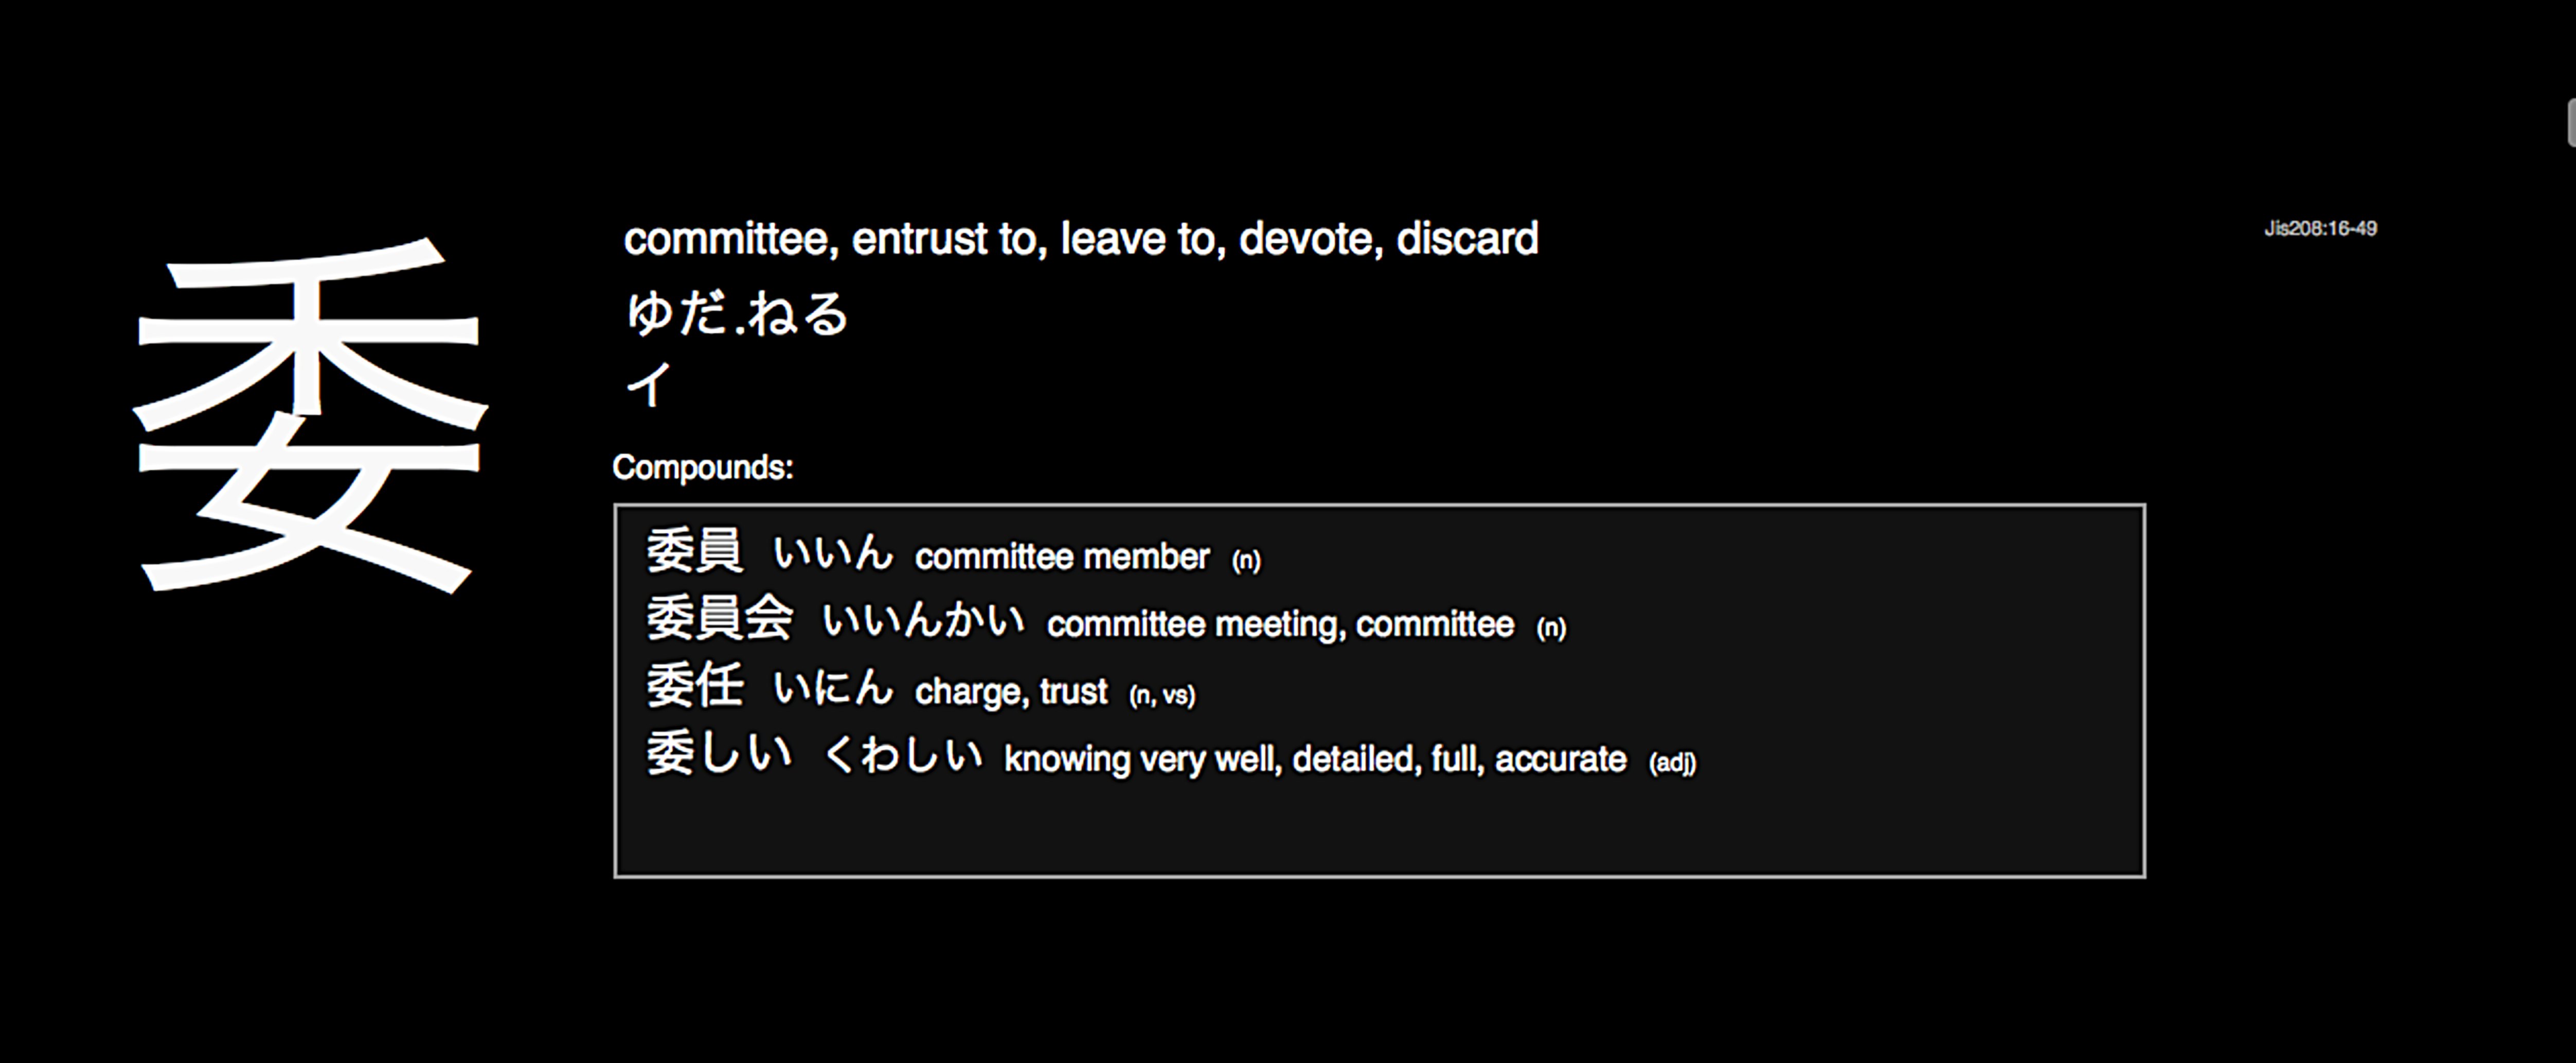 委
committee, entrust to, leave to, devote, discard
Jis208:16-49
ゆだ.ねる
イ
Compounds:
委員 いいん committee member (n)
委員会 いいんかい committee meeting, committee (n)
委任 いにん charge, trust (n, vs)
委しい くわしい knowing very well, detailed, full, accurate (adj)